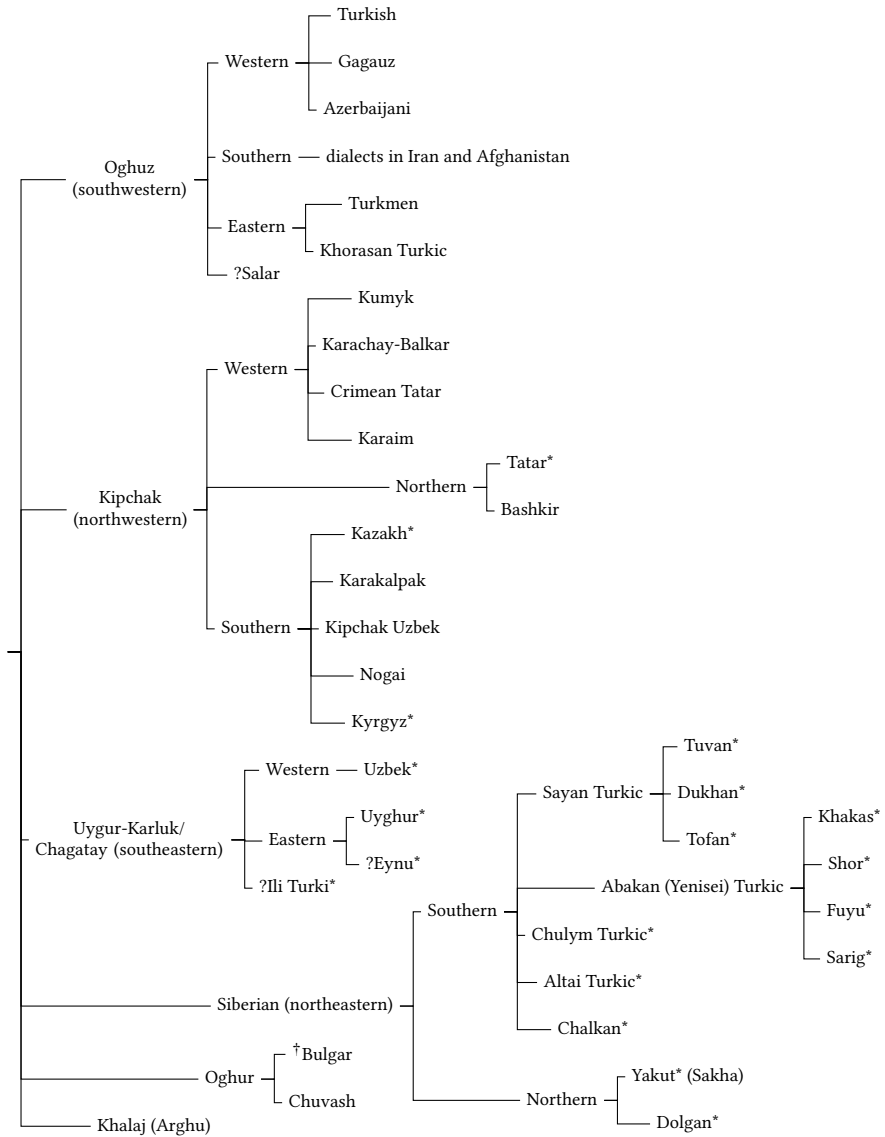 Turkish
Western
Gagauz
Azerbaijani
Oghuz
(southwestern)
Southern
dialects in Iran and Afghanistan
Turkmen
Eastern
Khorasan Turkic
?Salar
Kumyk
Karachay-Balkar
Western
Crimean Tatar
Karaim
Tatar*
Kipchak
(northwestern)
Northern
Bashkir
Kazakh*
Karakalpak
Southern
Kipchak Uzbek
Nogai
Kyrgyz*
Western
Uzbek*
Uygur-Karluk/
Chagatay (southeastern)
Uyghur*
Eastern
?Eynu*
?Ili Turki*
Tuvan*
Sayan Turkic
Dukhan*
Tofan*
Khakas*
Shor*
Southern
Abakan (Yenisei) Turkic
Fuyu*
Sarig*
Chulym Turkic*
Altai Turkic*
Siberian (northeastern)
Chalkan*
Yakut* (Sakha)
Northern
Dolgan*
†Bulgar
Oghur
Chuvash
Khalaj (Arghu)